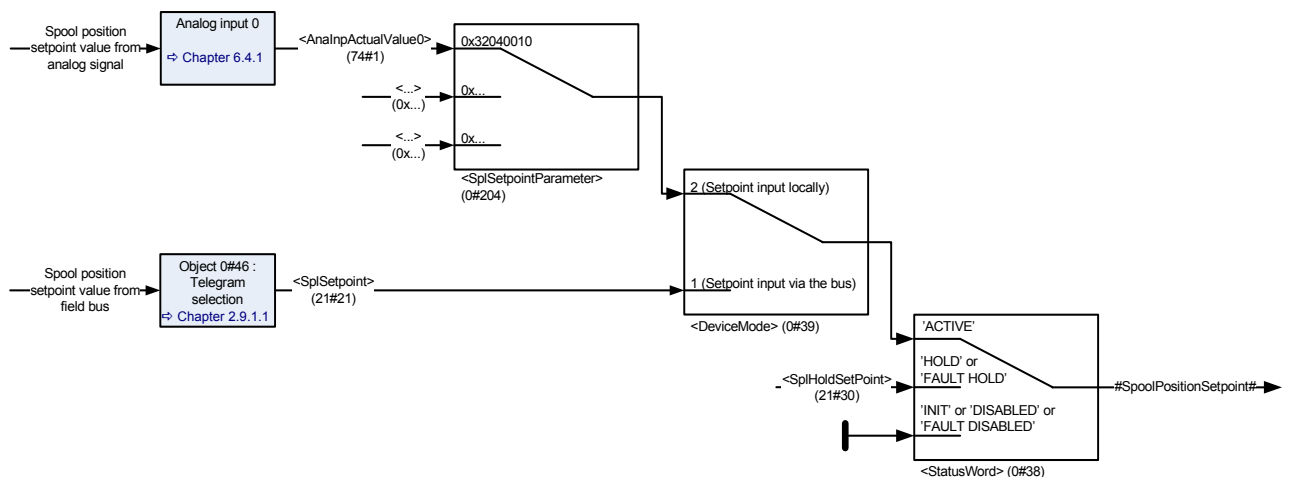 Spool position
setpoint value from
analog signal
Analog input 0
⇨ Chapter 6.4.1
<AnaInpActualValue0>
(74#1)
0x32040010
<...>
(0x...)
0x...
<...>
(0x...)
0x...
<SplSetpointParameter>
(0#204)
2 (Setpoint input locally)
Spool position
setpoint value from
field bus
Object 0#46 :
Telegram
selection
⇨ Chapter 2.9.1.1
<SplSetpoint>
(21#21)
1 (Setpoint input via the bus)
<DeviceMode> (0#39)
'ACTIVE'
<SplHoldSetPoint>
(21#30)
'HOLD' or
'FAULT HOLD'
#SpoolPositionSetpoint#
'INIT' or 'DISABLED' or
'FAULT DISABLED'
<StatusWord> (0#38)